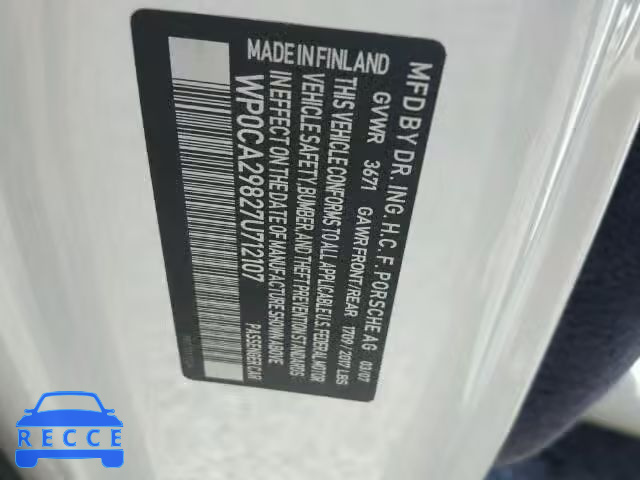 MFD BY DR. ING. H.C. F. PORSCHE AG 03/07
GVWR 3671 GAWR FRONT/REAR 1709 / 2017 LBS
THIS VEHICLE CONFORMS TO ALL APPLICABLE U.S. FEDERAL MOTOR
VEHICLE SAFETY, BUMPER, AND THEFT PREVENTION STANDARDS
IN EFFECT ON THE DATE OF MANUFACTURE SHOWN ABOVE
WP0CA29827U712107 PASSENGER CAR
MADE IN FINLAND
RECCE